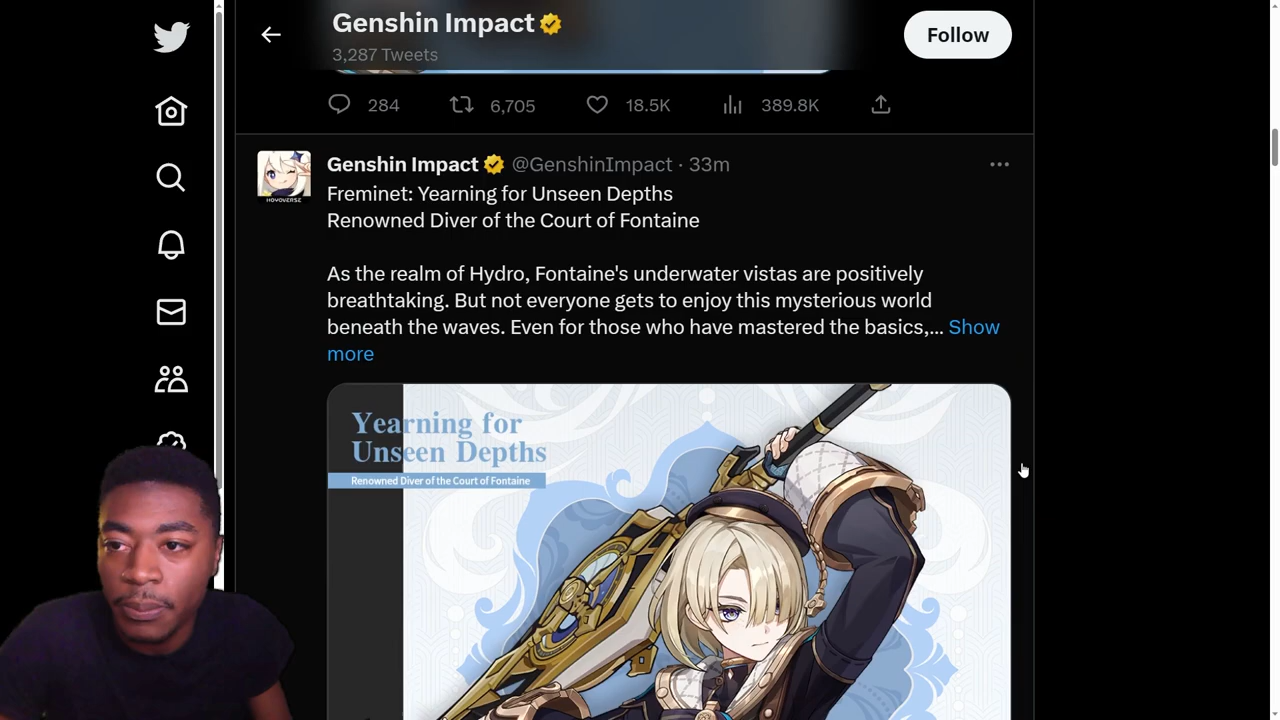 Genshin Impact
3,287 Tweets
Follow
284
6,705
18.5K
389.8K
Genshin Impact @GenshinImpact · 33m
Freminet: Yearning for Unseen Depths
Renowned Diver of the Court of Fontaine
As the realm of Hydro, Fontaine's underwater vistas are positively
breathtaking. But not everyone gets to enjoy this mysterious world
beneath the waves. Even for those who have mastered the basics,... Show
more
HOYOVERSE
Yearning for
Unseen Depths
Renowned Diver of the Court of Fontaine